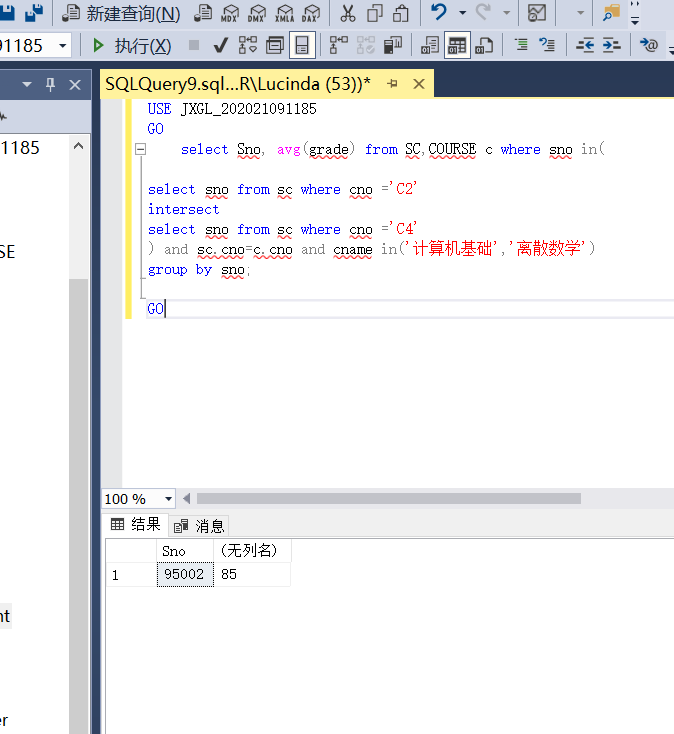 新建查询(N) MDX DMX XMLA DAX
91185 执行(X)
SQLQuery9.sql...R\Lucinda (53))*
1185
SE
nt
er
USE JXGL_202021091185
GO
select Sno, avg(grade) from SC,COURSE c where sno in(
select sno from sc where cno ='C2'
intersect
select sno from sc where cno ='C4'
) and sc.cno=c.cno and cname in('计算机基础','离散数学')
group by sno;
GO
100 %
结果 消息
Sno (无列名)
1 95002 85